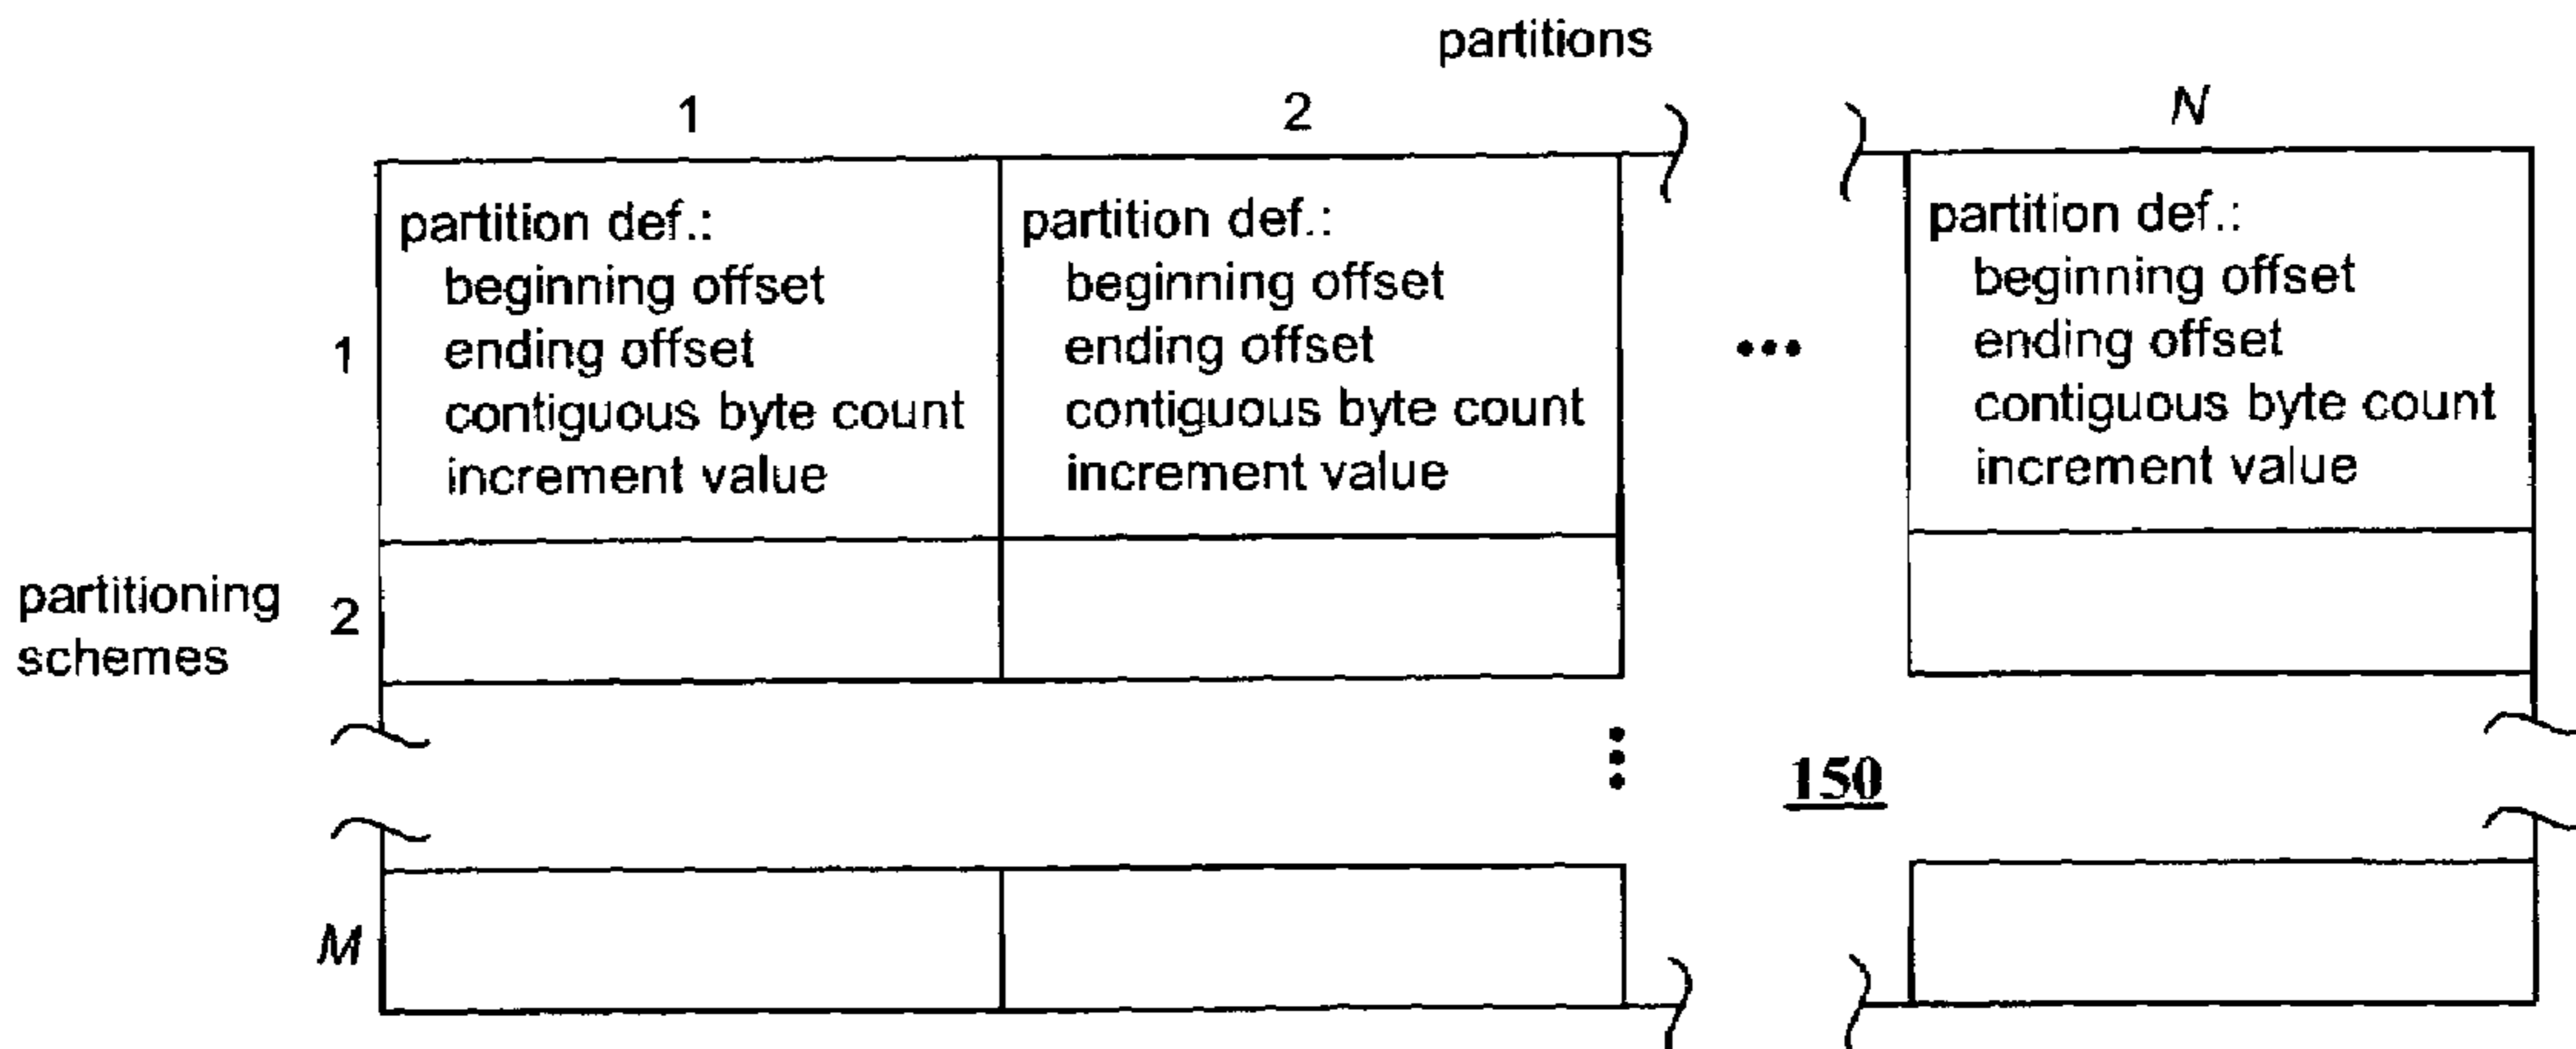 partitions
1 2 N
partition def.:
beginning offset
ending offset
contiguous byte count
increment value
partition def.:
beginning offset
ending offset
contiguous byte count
increment value
partition def.:
beginning offset
ending offset
contiguous byte count
increment value
1
•••
partitioning
schemes
2
150
M